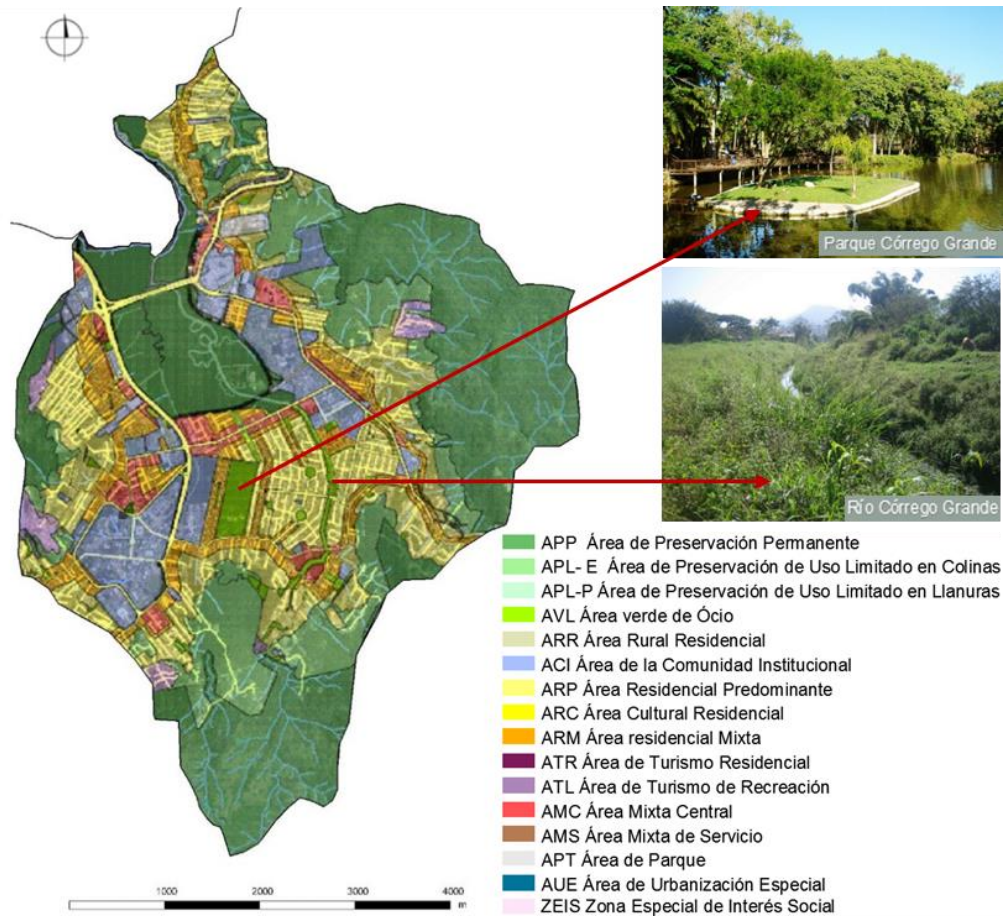 Parque Córrego Grande
Río Córrego Grande
APP Área de Preservación Permanente
APL- E Área de Preservación de Uso Limitado en Colinas
APL-P Área de Preservación de Uso Limitado en Llanuras
AVL Área verde de Ócio
ARR Área Rural Residencial
ACI Área de la Comunidad Institucional
ARP Área Residencial Predominante
ARC Área Cultural Residencial
ARM Área residencial Mixta
ATR Área de Turismo Residencial
ATL Área de Turismo de Recreación
AMC Área Mixta Central
AMS Área Mixta de Servicio
APT Área de Parque
AUE Área de Urbanización Especial
ZEIS Zona Especial de Interés Social
1000 2000 3000 4000
m